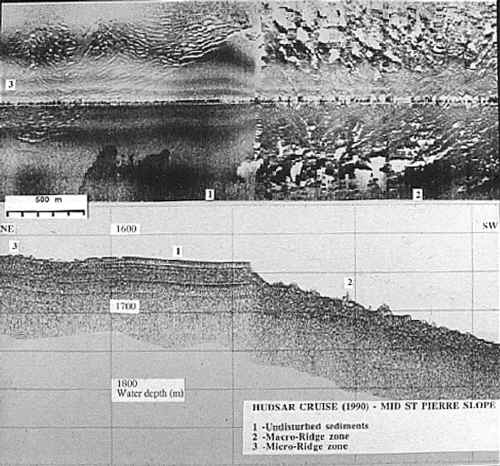 3
1
2
500 m
NE
1600
SW
3
1
2
1700
1800
Water depth (m)
HUDSAR CRUISE (1990) - MID ST PIERRE SLOPE
1 -Undisturbed sediments
2 -Macro-Ridge zone
3 -Micro-Ridge zone